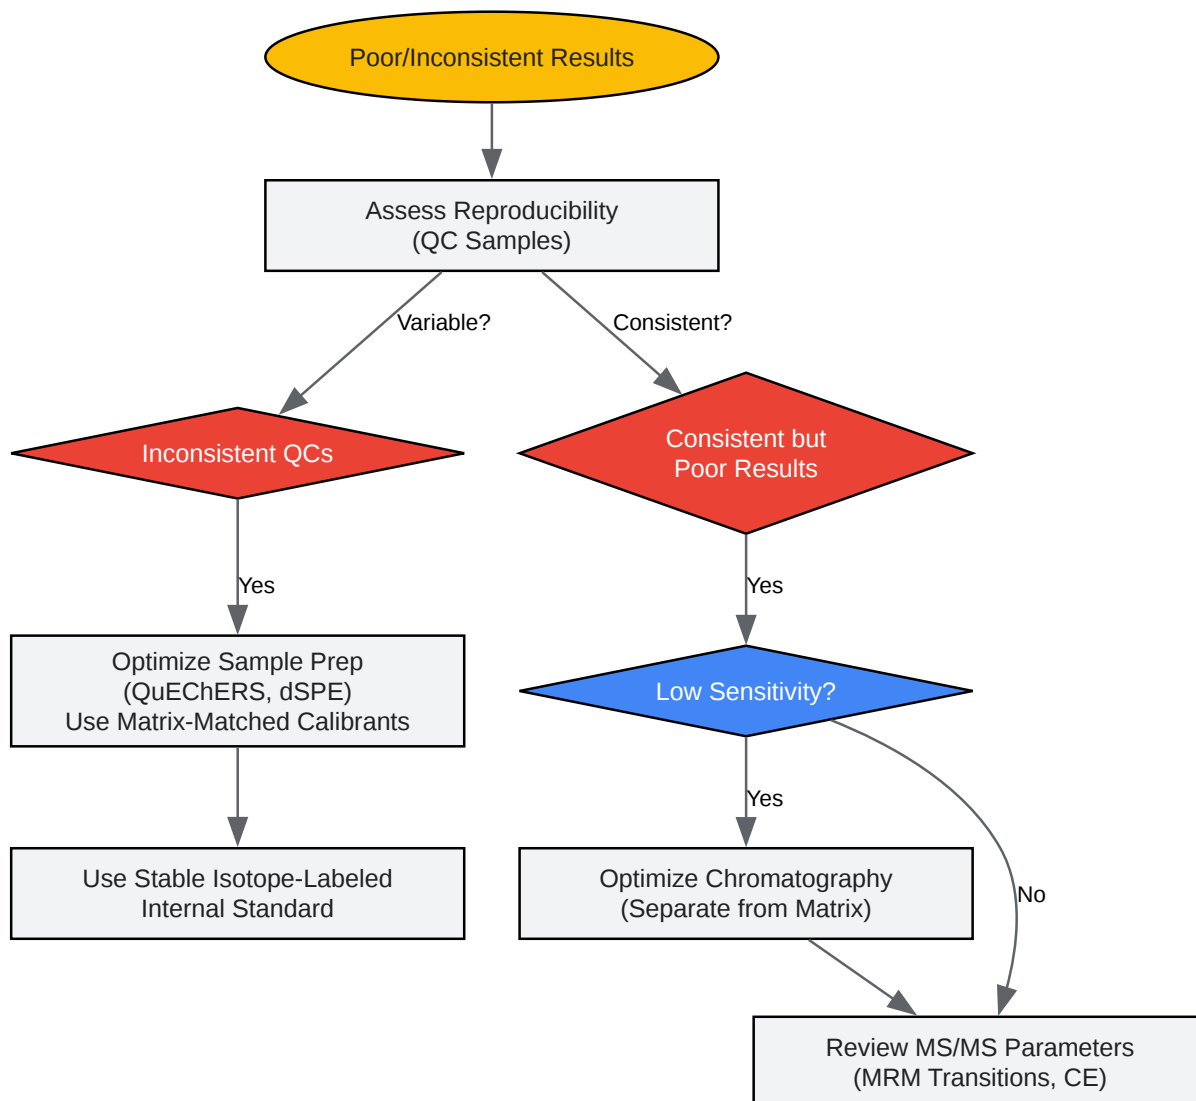 Poor/Inconsistent Results
Assess Reproducibility
(QC Samples)
Variable?
Consistent?
Inconsistent QCs
Consistent but
Poor Results
Yes
Yes
Optimize Sample Prep
(QuEChERS, dSPE)
Use Matrix-Matched Calibrants
Low Sensitivity?
Yes
Use Stable Isotope-Labeled
Internal Standard
Optimize Chromatography
(Separate from Matrix)
No
Review MS/MS Parameters
(MRM Transitions, CE)